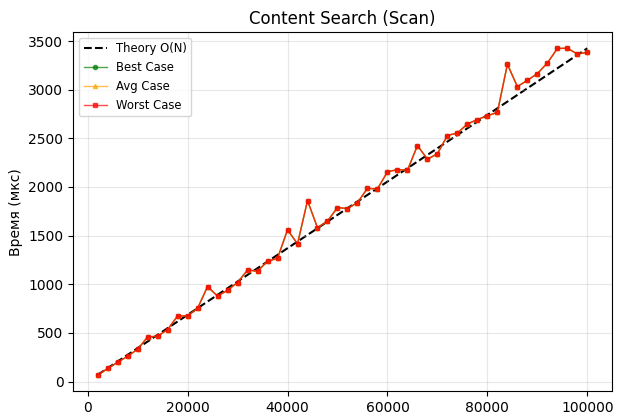 Content Search (Scan)
Theory O(N)
Best Case
Avg Case
Worst Case
Время (мкс)
3500
3000
2500
2000
1500
1000
500
0
0 20000 40000 60000 80000 100000